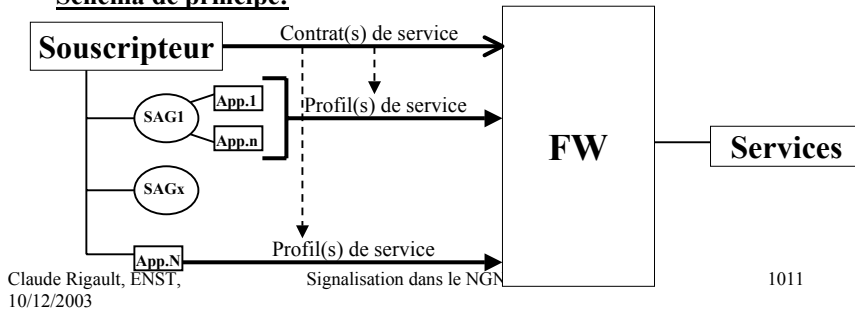 Schéma de principe:
Souscripteur
Contrat(s) de service
SAG1
App.1
App.n
Profil(s) de service
FW
Services
SAGx
App.N
Profil(s) de service
Claude Rigault, ENST,
10/12/2003
Signalisation dans le NGN
1011